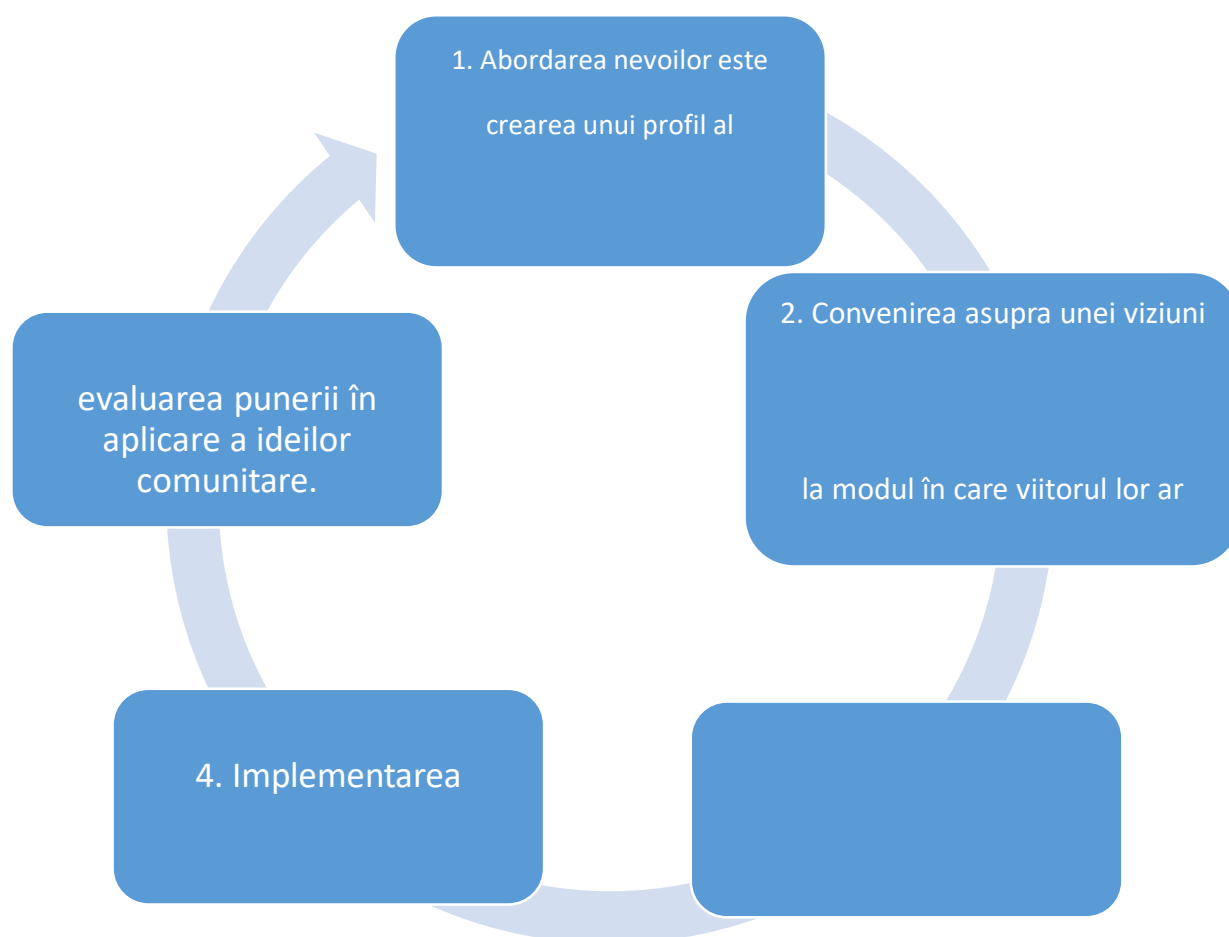 1. Abordarea nevoilor este
crearea unui profil al
2. Convenirea asupra unei viziuni
la modul în care viitorul lor ar
4. Implementarea
evaluarea punerii în
aplicare a ideilor
comunitare.